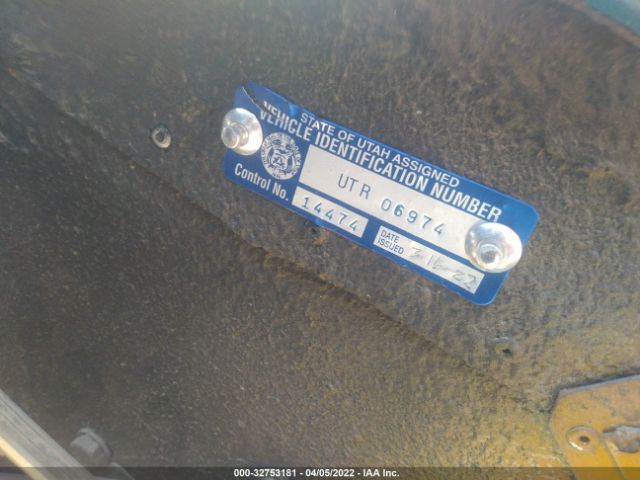 STATE OF UTAH ASSIGNED
VEHICLE IDENTIFICATION NUMBER
UTR 06974
Control No. 14474
DATE ISSUED 3-16-22
000-32753181 - 04/05/2022 - IAA Inc.